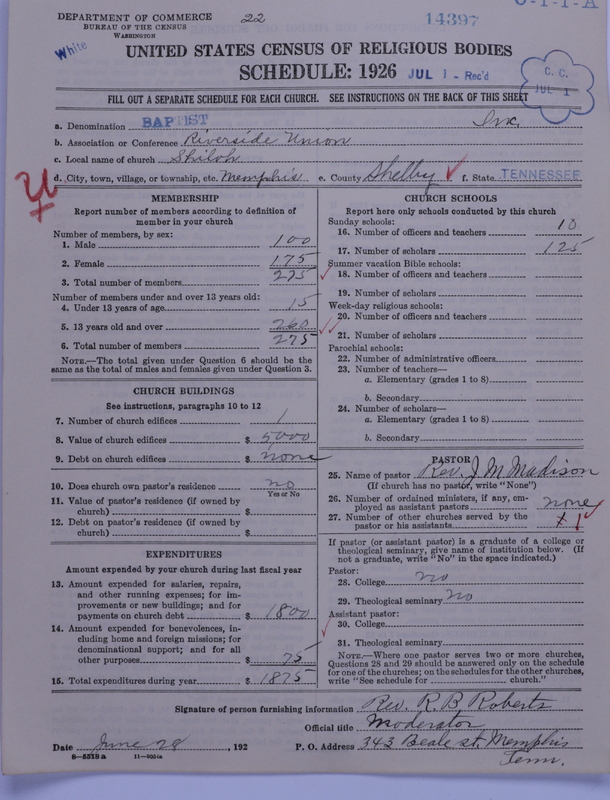 DEPARTMENT OF COMMERCE
BUREAU OF THE CENSUS
WASHINGTON
22
14397
White
UNITED STATES CENSUS OF RELIGIOUS BODIES
SCHEDULE: 1926
JUL 1 - Rec'd
C. C.
JUL 1
FILL OUT A SEPARATE SCHEDULE FOR EACH CHURCH. SEE INSTRUCTIONS ON THE BACK OF THIS SHEET
a. Denomination BAPTIST
b. Association or Conference Riverside Union
c. Local name of church Shiloh
d. City, town, village, or township, etc. Memphis e. County Shelby f. State TENNESSEE
MEMBERSHIP
Report number of members according to definition of
member in your church
Number of members, by sex:
1. Male 100
2. Female 175
3. Total number of members 275
Number of members under and over 13 years old:
4. Under 13 years of age 15
5. 13 years old and over 260
6. Total number of members 275
NOTE.—The total given under Question 6 should be the
same as the total of males and females given under Question 3.
CHURCH BUILDINGS
See instructions, paragraphs 10 to 12
7. Number of church edifices 1
8. Value of church edifices $ 5000
9. Debt on church edifices $ none
10. Does church own pastor's residence no
Yes or No
11. Value of pastor's residence (if owned by
church) $
12. Debt on pastor's residence (if owned by
church) $
EXPENDITURES
Amount expended by your church during last fiscal year
13. Amount expended for salaries, repairs,
and other running expenses; for im-
provements or new buildings; and for
payments on church debt $ 1800
14. Amount expended for benevolences, in-
cluding home and foreign missions; for
denominational support; and for all
other purposes $ 75
15. Total expenditures during year $ 1875
CHURCH SCHOOLS
Report here only schools conducted by this church
Sunday schools:
16. Number of officers and teachers 10
17. Number of scholars 125
Summer vacation Bible schools:
18. Number of officers and teachers
19. Number of scholars
Week-day religious schools:
20. Number of officers and teachers
21. Number of scholars
Parochial schools:
22. Number of administrative officers
23. Number of teachers—
a. Elementary (grades 1 to 8)
b. Secondary
24. Number of scholars—
a. Elementary (grades 1 to 8)
b. Secondary
PASTOR
25. Name of pastor Rev. J. M. Madison
(If church has no pastor, write "None")
26. Number of ordained ministers, if any, em-
ployed as assistant pastors none
27. Number of other churches served by the
pastor or his assistants 1
If pastor (or assistant pastor) is a graduate of a college or
theological seminary, give name of institution below. (If
not a graduate, write "No" in the space indicated.)
Pastor:
28. College no
29. Theological seminary no
Assistant pastor:
30. College
31. Theological seminary
NOTE.—Where one pastor serves two or more churches,
Questions 28 and 29 should be answered only on the schedule
for one of the churches; on the schedules for the other churches,
write "See schedule for church."
Signature of person furnishing information Rev. R. B. Roberts
Official title Moderator
Date June 28, 192 P. O. Address 343 Beale st. Memphis
Tenn.
8-5318 a 11-9054a